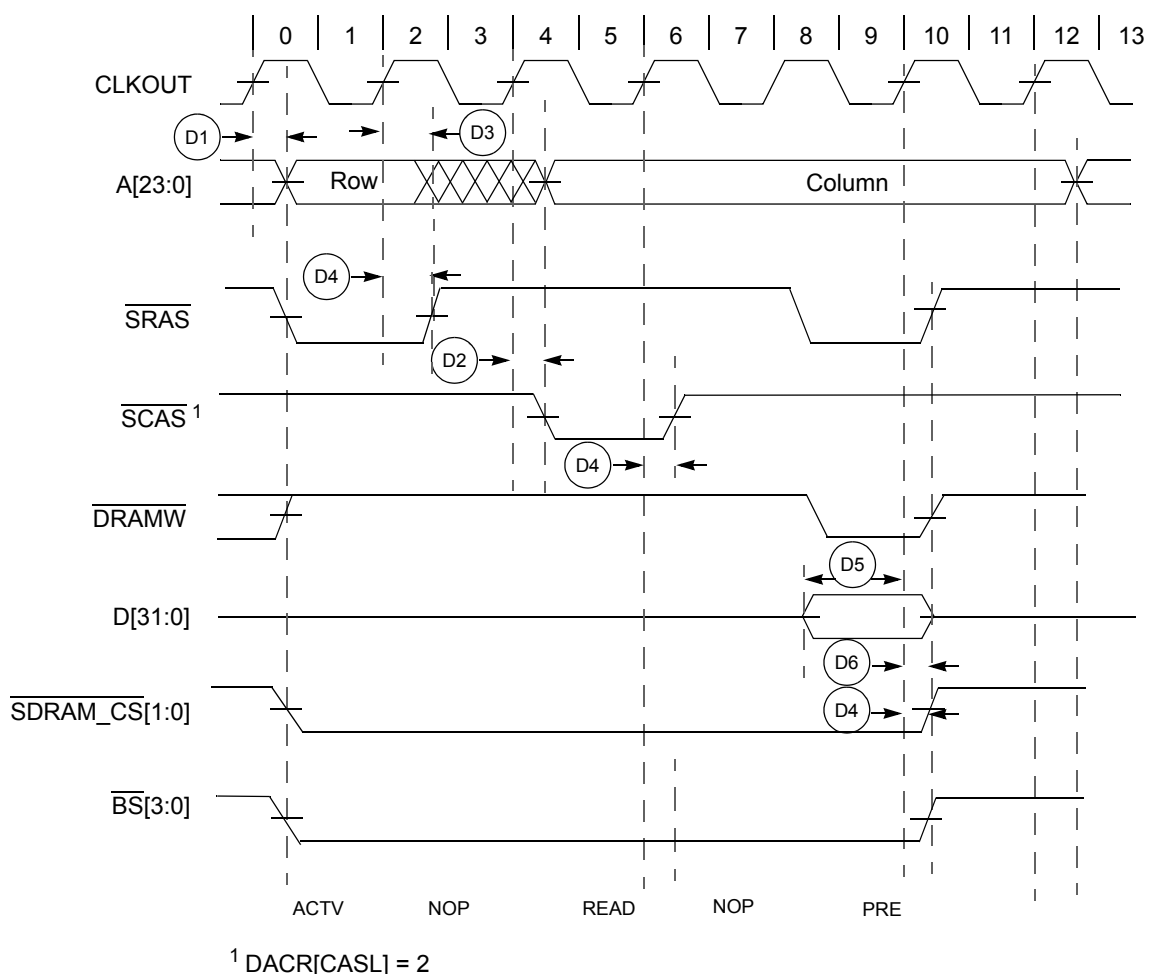 0 1 2 3 4 5 6 7 8 9 10 11 12 13
CLKOUT
D1
D3
A[23:0]
Row
Column
D4
SRAS
D2
SCAS 1
D4
DRAMW
D5
D[31:0]
D6
SDRAM_CS[1:0]
D4
BS[3:0]
ACTV NOP READ NOP PRE
1 DACR[CASL] = 2